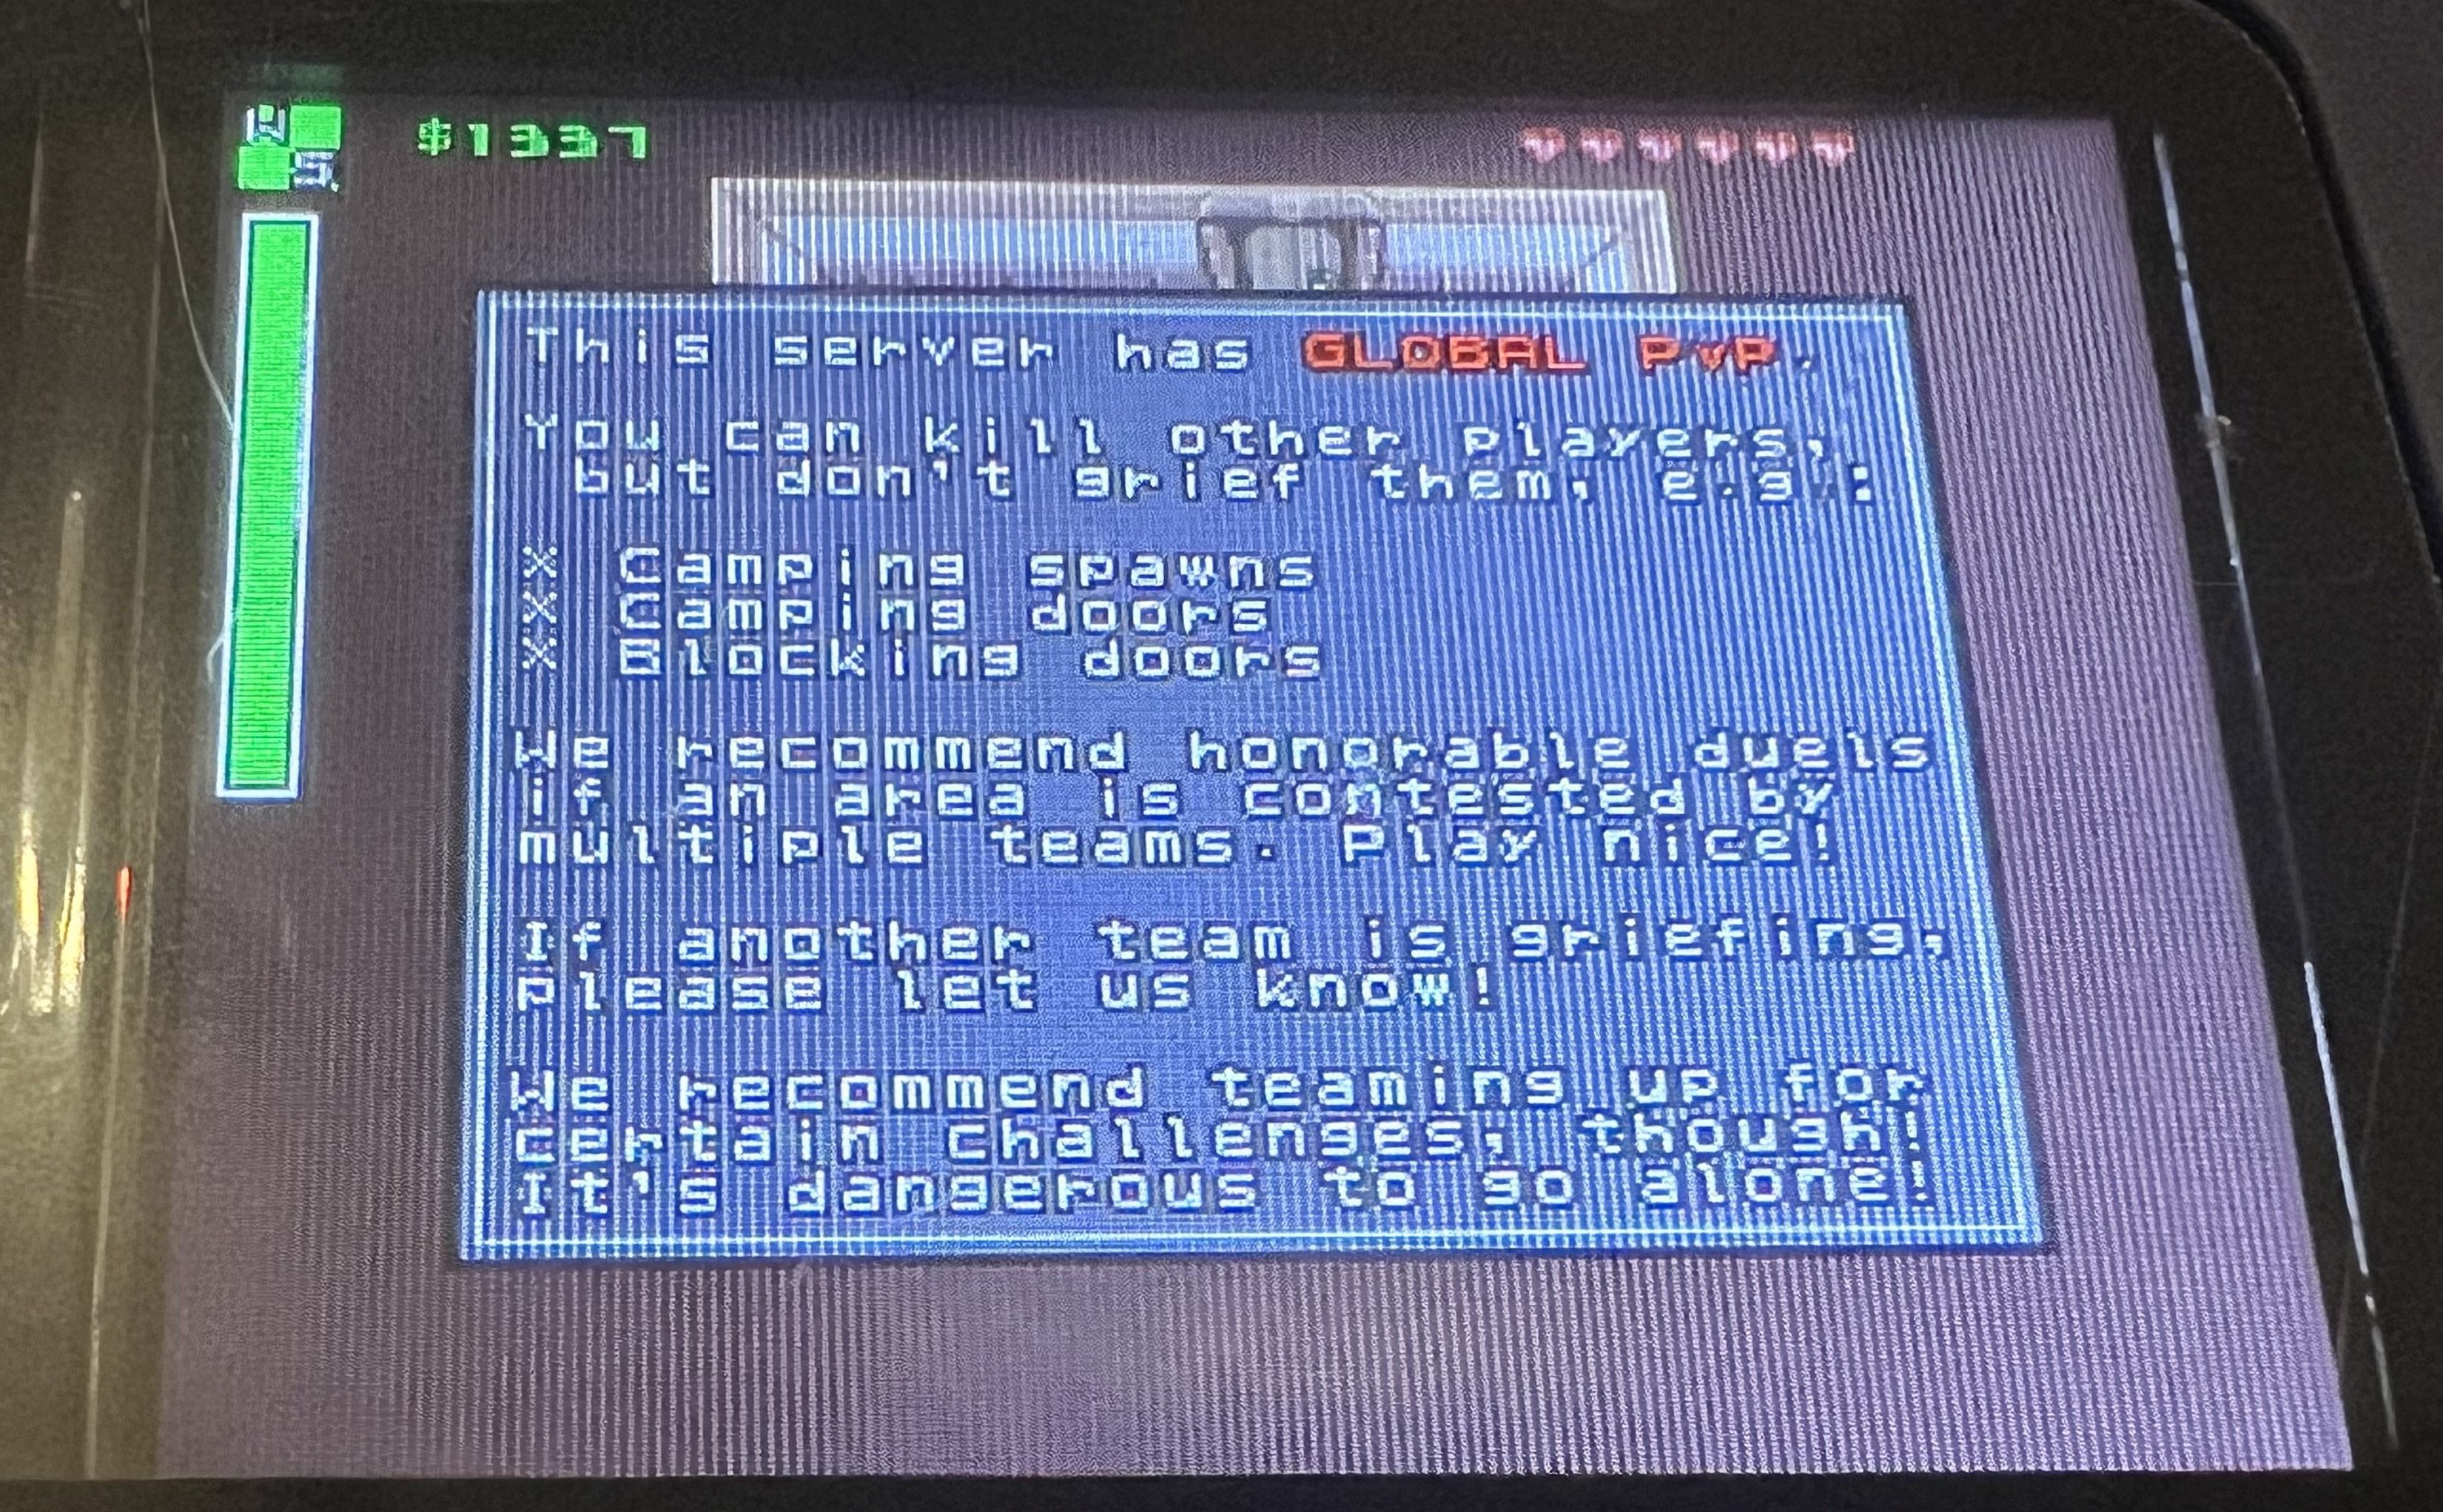 $1337
This server has GLOBAL PvP.
You can kill other players,
but don't grief them, e.g.:
X Camping spawns
X Camping doors
X Blocking doors
We recommend honorable duels
if an area is contested by
multiple teams. Play nice!
If another team is griefing,
please let us know!
We recommend teaming up for
certain challenges, though!
It's dangerous to go alone!